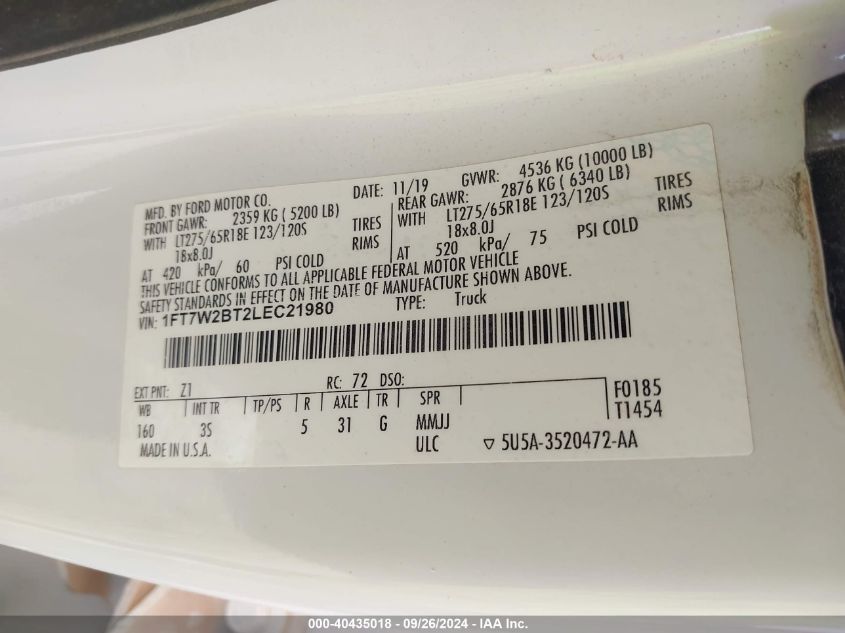 MFD. BY FORD MOTOR CO. DATE: 11/19 GVWR: 4536 KG (10000 LB)
FRONT GAWR: 2359 KG ( 5200 LB) REAR GAWR: 2876 KG ( 6340 LB)
WITH LT275/65R18E 123/120S TIRES WITH LT275/65R18E 123/120S TIRES
18x8.0J RIMS 18x8.0J RIMS
AT 420 kPa/ 60 PSI COLD AT 520 kPa/ 75 PSI COLD
THIS VEHICLE CONFORMS TO ALL APPLICABLE FEDERAL MOTOR VEHICLE
SAFETY STANDARDS IN EFFECT ON THE DATE OF MANUFACTURE SHOWN ABOVE.
VIN: 1FT7W2BT2LEC21980 TYPE: Truck
EXT PNT: Z1 RC: 72 DSO:
WB INT TR TP/PS R AXLE TR SPR F0185
160 3S 5 31 G MMJJ T1454
MADE IN U.S.A. ULC 5U5A-3520472-AA
000-40435018 - 09/26/2024 - IAA Inc.